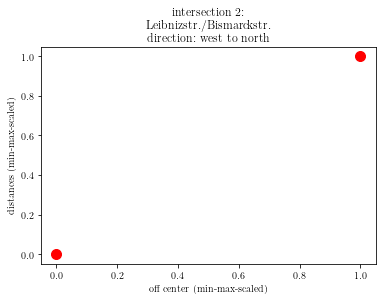 intersection 2:
Leibnizstr./Bismarckstr.
direction: west to north
distances (min-max-scaled)
1.0
0.8
0.6
0.4
0.2
0.0
0.0 0.2 0.4 0.6 0.8 1.0
off center (min-max-scaled)